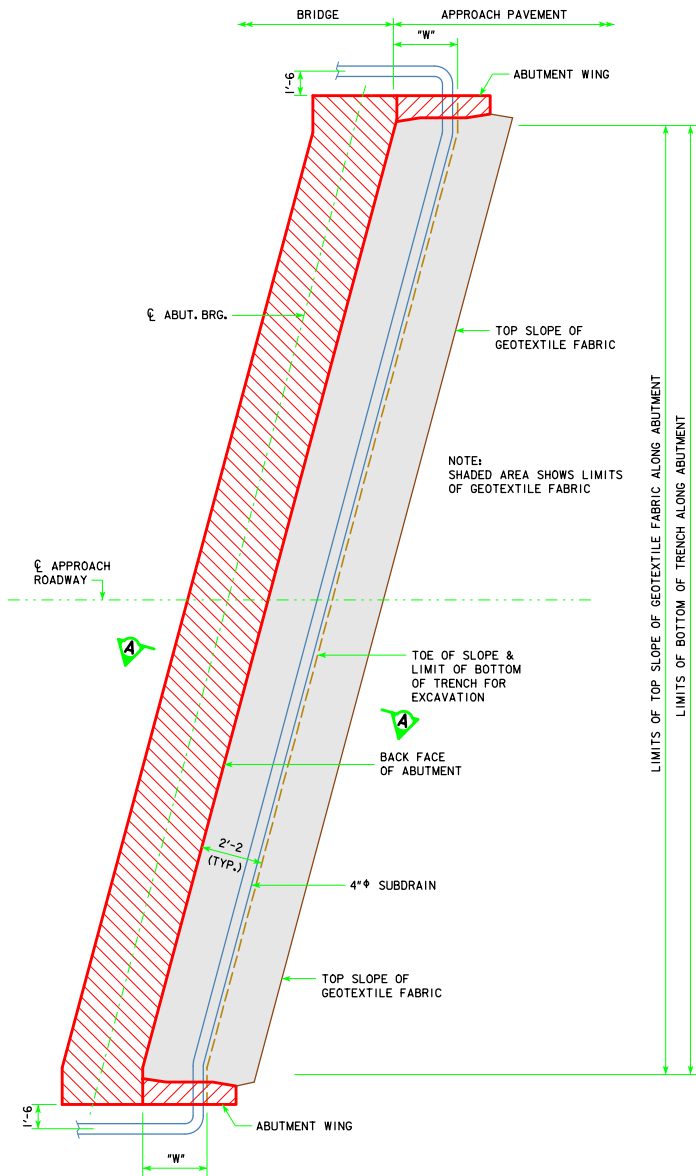 BRIDGE
APPROACH PAVEMENT
"W"
1'-6
ABUTMENT WING
℄ ABUT. BRG.
TOP SLOPE OF
GEOTEXTILE FABRIC
NOTE:
SHADED AREA SHOWS LIMITS
OF GEOTEXTILE FABRIC
LIMITS OF TOP SLOPE OF GEOTEXTILE FABRIC ALONG ABUTMENT
LIMITS OF BOTTOM OF TRENCH ALONG ABUTMENT
℄ APPROACH
ROADWAY
A
TOE OF SLOPE &
LIMIT OF BOTTOM
OF TRENCH FOR
EXCAVATION
A
BACK FACE
OF ABUTMENT
2'-2
(TYP.)
4"ϕ SUBDRAIN
TOP SLOPE OF
GEOTEXTILE FABRIC
1'-6
ABUTMENT WING
"W"